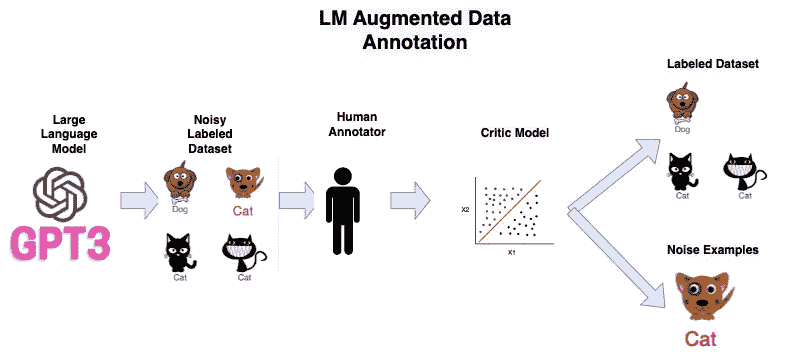 LM Augmented Data
Annotation
Large
Language
Model
GPT3
Noisy
Labeled
Dataset
Dog
Cat
Cat
Cat
Human
Annotator
Critic Model
X2
X1
Labeled Dataset
Dog
Cat
Cat
Noise Examples
Cat